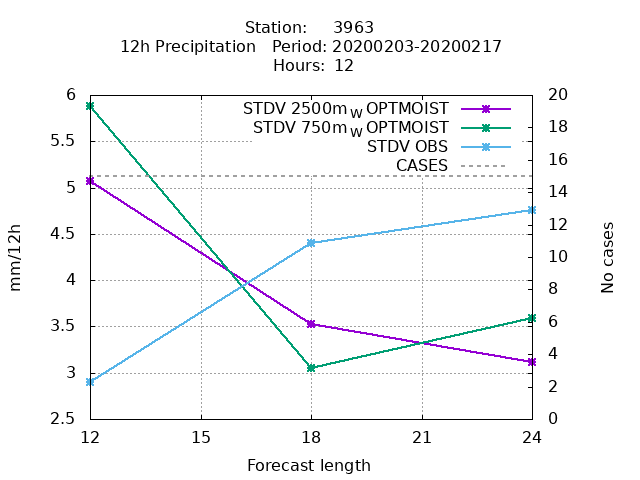 Station: 3963
12h Precipitation Period: 20200203-20200217
Hours: 12
STDV 2500m_W OPTMOIST
STDV 750m_W OPTMOIST
STDV OBS
CASES
6
5.5
5
4.5
4
3.5
3
2.5
mm/12h
20
18
16
14
12
10
8
6
4
2
0
No cases
12 15 18 21 24
Forecast length